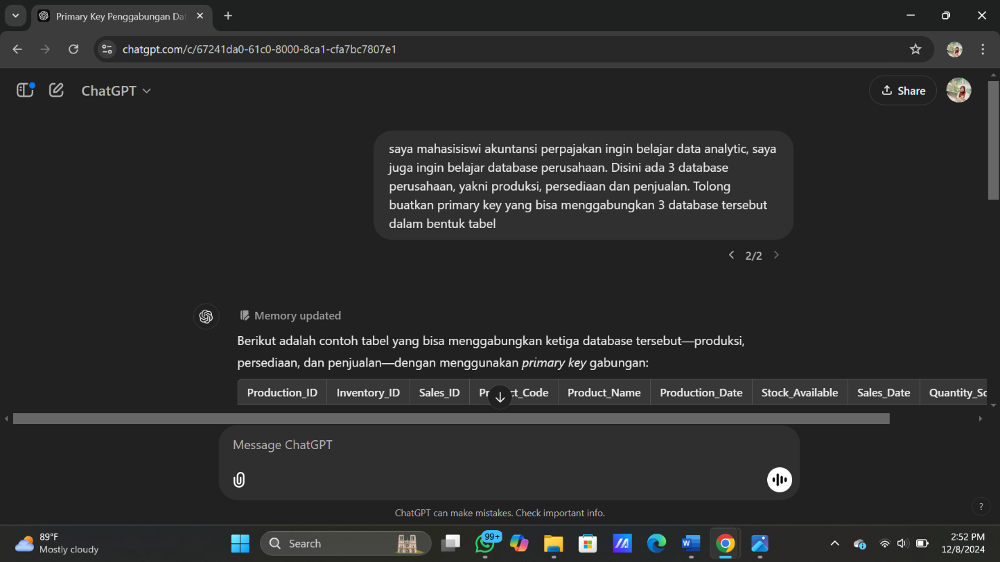 Primary Key Penggabungan Da
chatgpt.com/c/67241da0-61c0-8000-8ca1-cfa7bc7807e1
ChatGPT
Share
saya mahasisiswi akuntansi perpajakan ingin belajar data analytic, saya
juga ingin belajar database perusahaan. Disini ada 3 database
perusahaan, yakni produksi, persediaan dan penjualan. Tolong
buatkan primary key yang bisa menggabungkan 3 database tersebut
dalam bentuk tabel
2/2
Memory updated
Berikut adalah contoh tabel yang bisa menggabungkan ketiga database tersebut—produksi,
persediaan, dan penjualan—dengan menggunakan primary key gabungan:
Production_ID Inventory_ID Sales_ID Product_Name Production_Date Stock_Available Sales_Date
Message ChatGPT
ChatGPT can make mistakes. Check important info.
?
89°F
Mostly cloudy
Search
99+
W
2:52 PM
12/8/2024